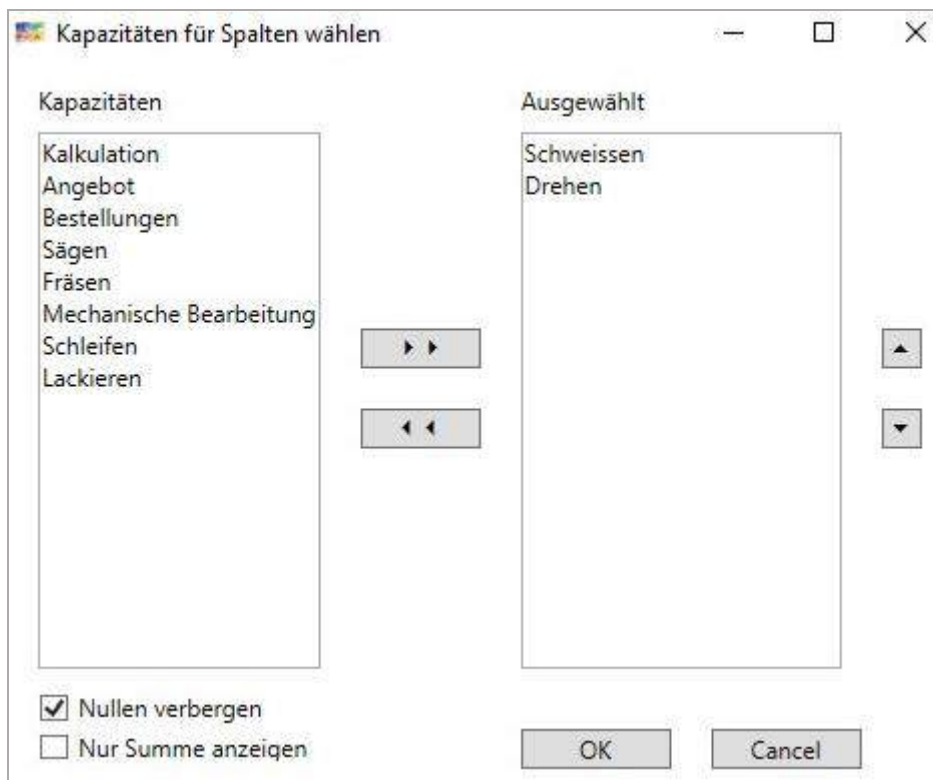 Kapazitäten für Spalten wählen
Kapazitäten
Kalkulation
Angebot
Bestellungen
Sägen
Fräsen
Mechanische Bearbeitung
Schleifen
Lackieren
Ausgewählt
Schweissen
Drehen
Nullen verbergen
Nur Summe anzeigen
OK
Cancel